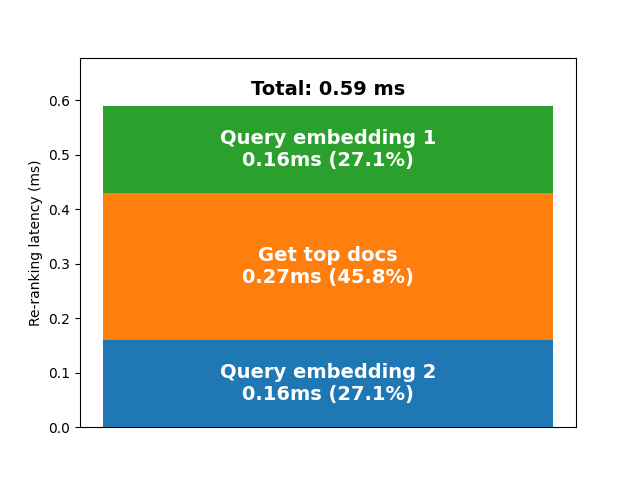 Total: 0.59 ms
Query embedding 1
0.16ms (27.1%)
Get top docs
0.27ms (45.8%)
Query embedding 2
0.16ms (27.1%)
Re-ranking latency (ms)
0.6
0.5
0.4
0.3
0.2
0.1
0.0